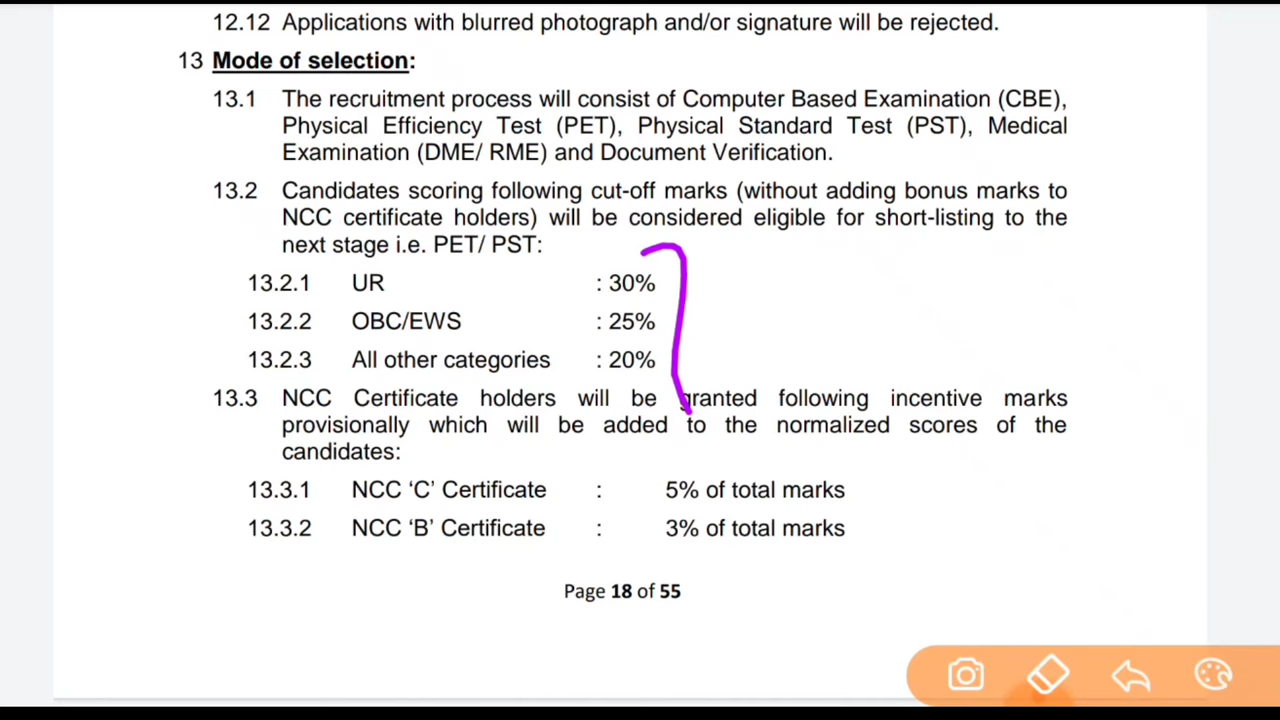 12.12 Applications with blurred photograph and/or signature will be rejected.
13 Mode of selection:
13.1 The recruitment process will consist of Computer Based Examination (CBE),
Physical Efficiency Test (PET), Physical Standard Test (PST), Medical
Examination (DME/ RME) and Document Verification.
13.2 Candidates scoring following cut-off marks (without adding bonus marks to
NCC certificate holders) will be considered eligible for short-listing to the
next stage i.e. PET/ PST:
13.2.1 UR : 30%
13.2.2 OBC/EWS : 25%
13.2.3 All other categories : 20%
13.3 NCC Certificate holders will be granted following incentive marks
provisionally which will be added to the normalized scores of the
candidates:
13.3.1 NCC ‘C’ Certificate : 5% of total marks
13.3.2 NCC ‘B’ Certificate : 3% of total marks
Page 18 of 55